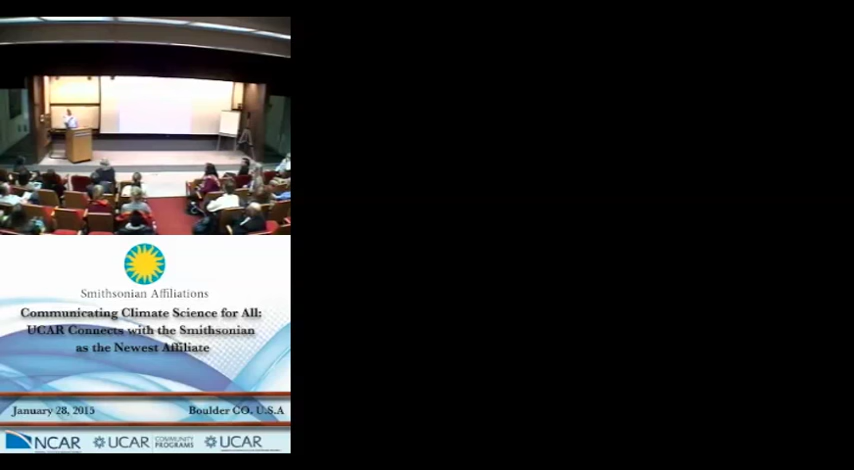 Smithsonian Affiliations
Communicating Climate Science for All:
UCAR Connects with the Smithsonian
as the Newest Affiliate
January 28, 2015
Boulder CO. U.S.A
NCAR
UCAR COMMUNITY PROGRAMS
UCAR